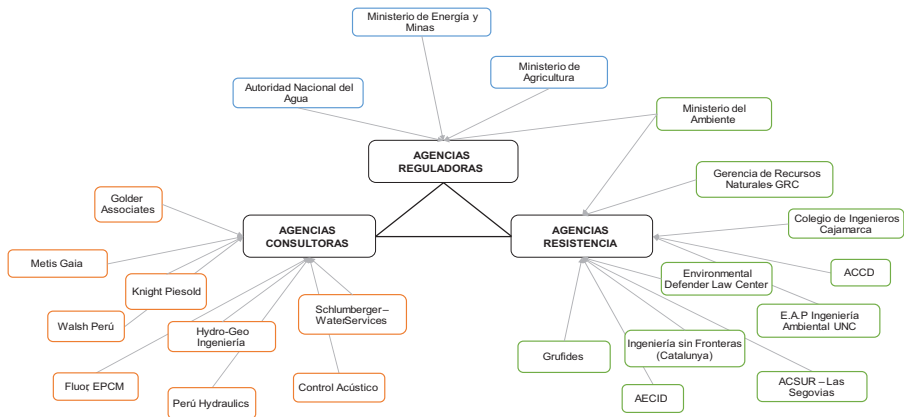 Ministerio de Energía y
Minas
Ministerio de
Agricultura
Autoridad Nacional del
Agua
Ministerio del
Ambiente
AGENCIAS
REGULADORAS
Gerencia de Recursos
Naturales- GRC
Golder
Associates
Colegio de Ingenieros
Cajamarca
AGENCIAS
CONSULTORAS
AGENCIAS
RESISTENCIA
Metis Gaia
ACCD
Environmental
Defender Law Center
Knight Piesold
Schlumberger –
WaterServices
E.A.P Ingeniería
Ambiental UNC
Walsh Perú
Hydro-Geo
Ingeniería
Ingeniería sin Fronteras
(Catalunya)
Grufides
Fluor, EPCM
Control Acústico
ACSUR – Las
Segovias
Perú Hydraulics
AECID